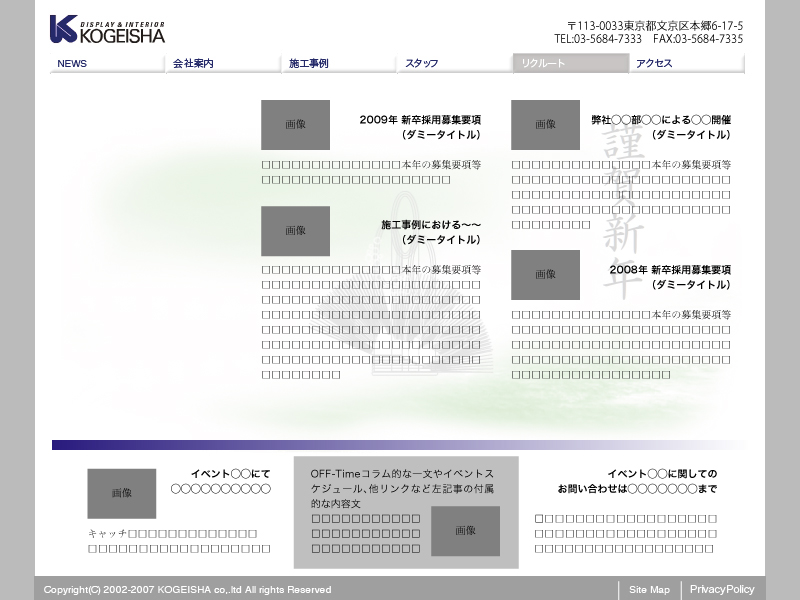 DISPLAY & INTERIOR
KOGEISHA
〒113-0033東京都文京区本郷6-17-5
TEL:03-5684-7333 FAX:03-5684-7335
NEWS 会社案内 施工事例 スタッフ リクルート アクセス
画像
2009年 新卒採用募集要項
（ダミータイトル）
□□□□□□□□□□□□□□本年の募集要項等
□□□□□□□□□□□□□□□□□□□
画像
施工事例における〜〜
（ダミータイトル）
□□□□□□□□□□□□□□本年の募集要項等
□□□□□□□□□□□□□□□□□□□□□□
□□□□□□□□□□□□□□□□□□□□□□
□□□□□□□□□□□□□□□□□□□□□□
□□□□□□□□□□□□□□□□□□□□□□
□□□□□□□□□□□□□□□□□□□□□□
□□□□□□□□□□□□□□□□□□□□□□
□□□□□□□□
画像
弊社◯◯部◯◯による◯◯開催
（ダミータイトル）
□□□□□□□□□□□□□□本年の募集要項等
□□□□□□□□□□□□□□□□□□□□□□
□□□□□□□□□□□□□□□□□□□□□□
□□□□□□□□□□□□□□□□□□□□□□
□□□□□□□□
謹賀新年
画像
2008年 新卒採用募集要項
（ダミータイトル）
□□□□□□□□□□□□□□本年の募集要項等
□□□□□□□□□□□□□□□□□□□□□□
□□□□□□□□□□□□□□□□□□□□□□
□□□□□□□□□□□□□□□□□□□□□□
□□□□□□□□□□□□□□□□
画像
イベント◯◯にて
◯◯◯◯◯◯◯◯◯◯
キャッチ□□□□□□□□□□□□□
□□□□□□□□□□□□□□□□□□
OFF-Timeコラム的な一文やイベントス
ケジュール､他リンクなど左記事の付属
的な内容文
□□□□□□□□□□□
□□□□□□□□□□□
□□□□□□□□□□□
画像
イベント◯◯に関しての
お問い合わせは◯◯◯◯◯◯◯まで
□□□□□□□□□□□□□□□□□□
□□□□□□□□□□□□□□□□□□
□□□□□□□□□□□□□□□□□□
Copyright(C) 2002-2007 KOGEISHA co,.ltd All rights Reserved
Site Map PrivacyPolicy